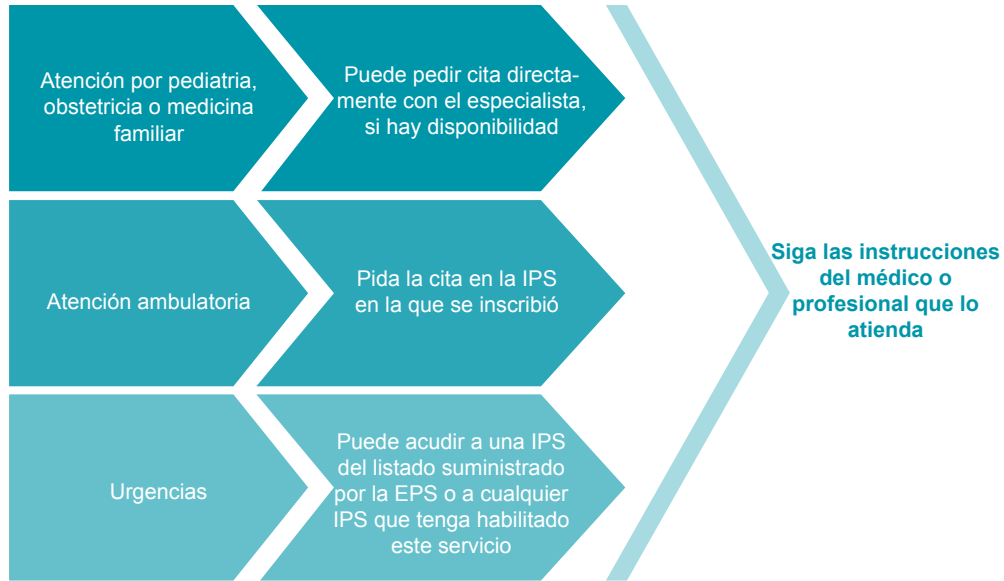 Atención por pediatria,
obstetricia o medicina
familiar
Puede pedir cita directa-
mente con el especialista,
si hay disponibilidad
Atención ambulatoria
Pida la cita en la IPS
en la que se inscribió
Urgencias
Puede acudir a una IPS
del listado suministrado
por la EPS o a cualquier
IPS que tenga habilitado
este servicio
Siga las instrucciones
del médico o
profesional que lo
atienda